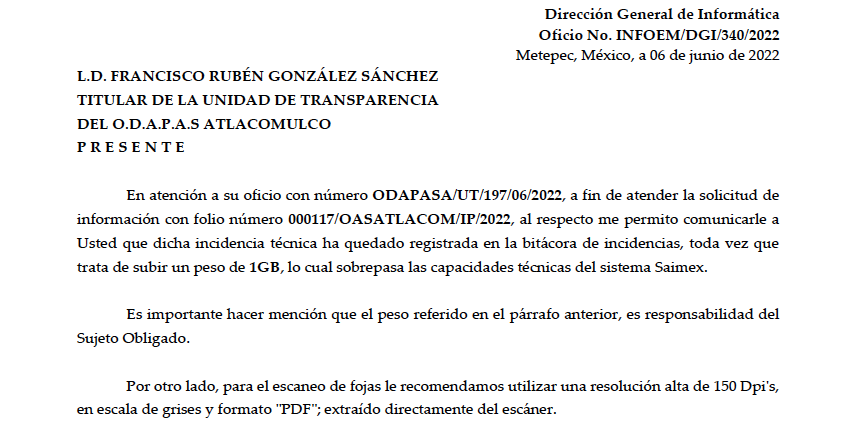 Dirección General de Informática
Oficio No. INFOEM/DGI/340/2022
Metepec, México, a 06 de junio de 2022
L.D. FRANCISCO RUBÉN GONZÁLEZ SÁNCHEZ
TITULAR DE LA UNIDAD DE TRANSPARENCIA
DEL O.D.A.P.A.S ATLACOMULCO
P R E S E N T E
En atención a su oficio con número ODAPASA/UT/197/06/2022, a fin de atender la solicitud de
información con folio número 000117/OASATLACOM/IP/2022, al respecto me permito comunicarle a
Usted que dicha incidencia técnica ha quedado registrada en la bitácora de incidencias, toda vez que
trata de subir un peso de 1GB, lo cual sobrepasa las capacidades técnicas del sistema Saimex.
Es importante hacer mención que el peso referido en el párrafo anterior, es responsabilidad del
Sujeto Obligado.
Por otro lado, para el escaneo de fojas le recomendamos utilizar una resolución alta de 150 Dpi's,
en escala de grises y formato "PDF"; extraído directamente del escáner.